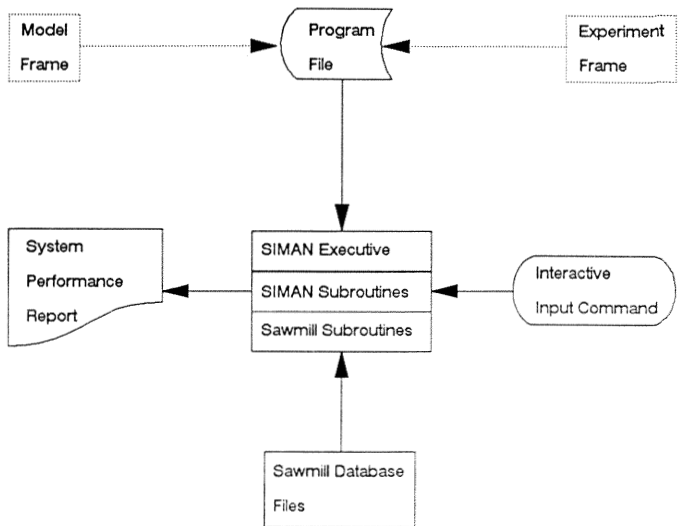 Model
Frame
Program
File
Experiment
Frame
System
Performance
Report
SIMAN Executive
SIMAN Subroutines
Sawmill Subroutines
Interactive
Input Command
Sawmill Database
Files